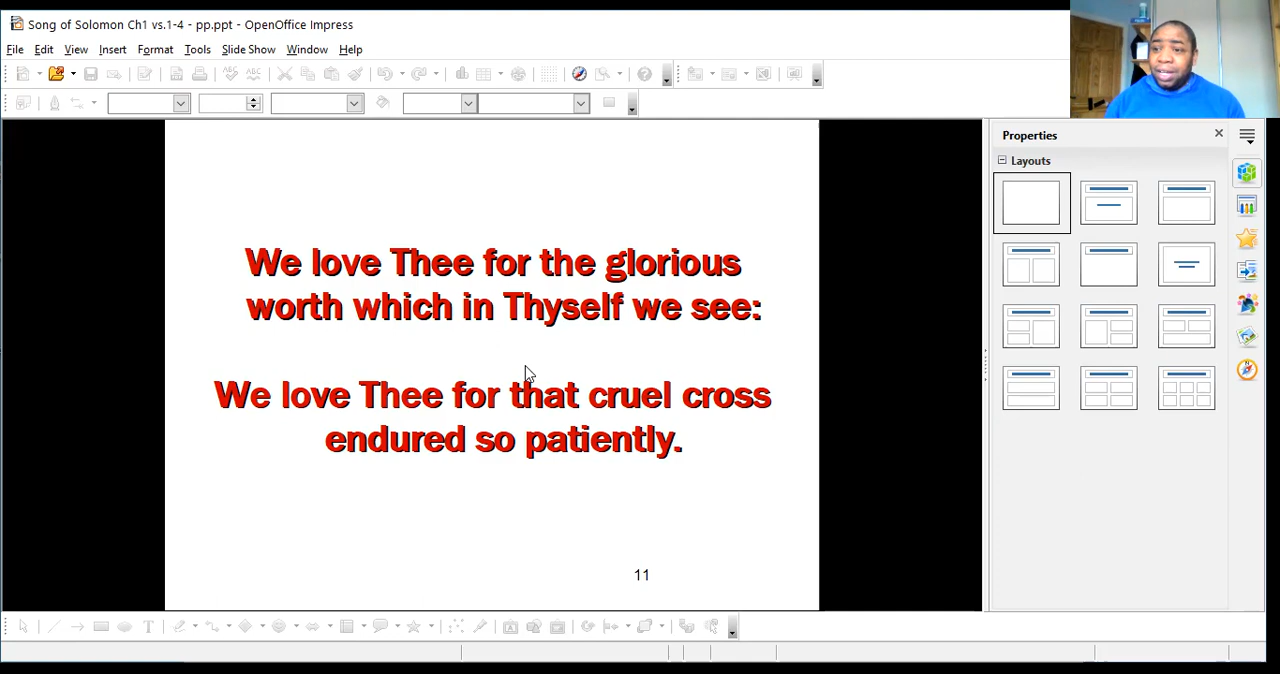 Song of Solomon Ch1 vs.1-4 - pp.ppt - OpenOffice Impress
File Edit View Insert Format Tools Slide Show Window Help
Properties
Layouts
We love Thee for the glorious
worth which in Thyself we see:
We love Thee for that cruel cross
endured so patiently.
11